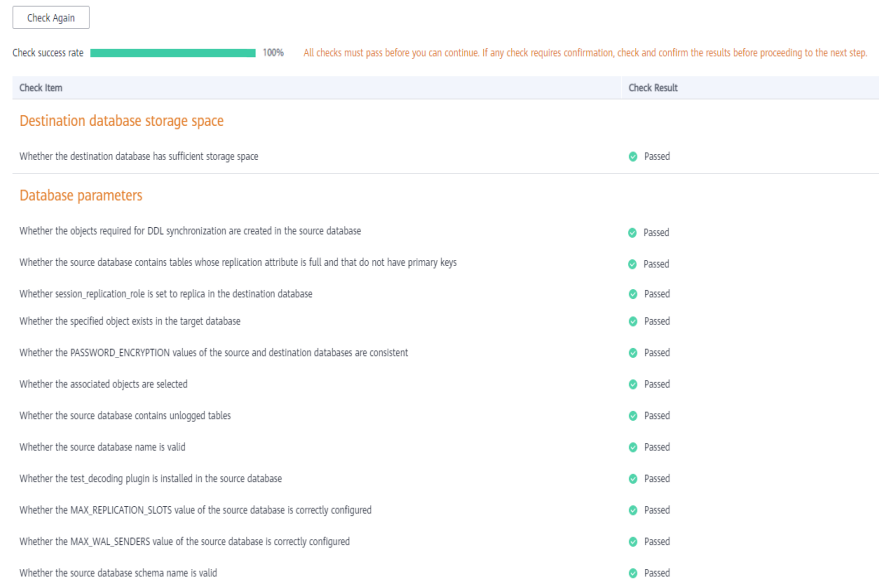 Check Again
Check success rate 100% All checks must pass before you can continue. If any check requires confirmation, check and confirm the results before proceeding to the next step.
Check Item Check Result
Destination database storage space
Whether the destination database has sufficient storage space Passed
Database parameters
Whether the objects required for DDL synchronization are created in the source database Passed
Whether the source database contains tables whose replication attribute is full and that do not have primary keys Passed
Whether session_replication_role is set to replica in the destination database Passed
Whether the specified object exists in the target database Passed
Whether the PASSWORD_ENCRYPTION values of the source and destination databases are consistent Passed
Whether the associated objects are selected Passed
Whether the source database contains unlogged tables Passed
Whether the source database name is valid Passed
Whether the test_decoding plugin is installed in the source database Passed
Whether the MAX_REPLICATION_SLOTS value of the source database is correctly configured Passed
Whether the MAX_WAL_SENDERS value of the source database is correctly configured Passed
Whether the source database schema name is valid Passed